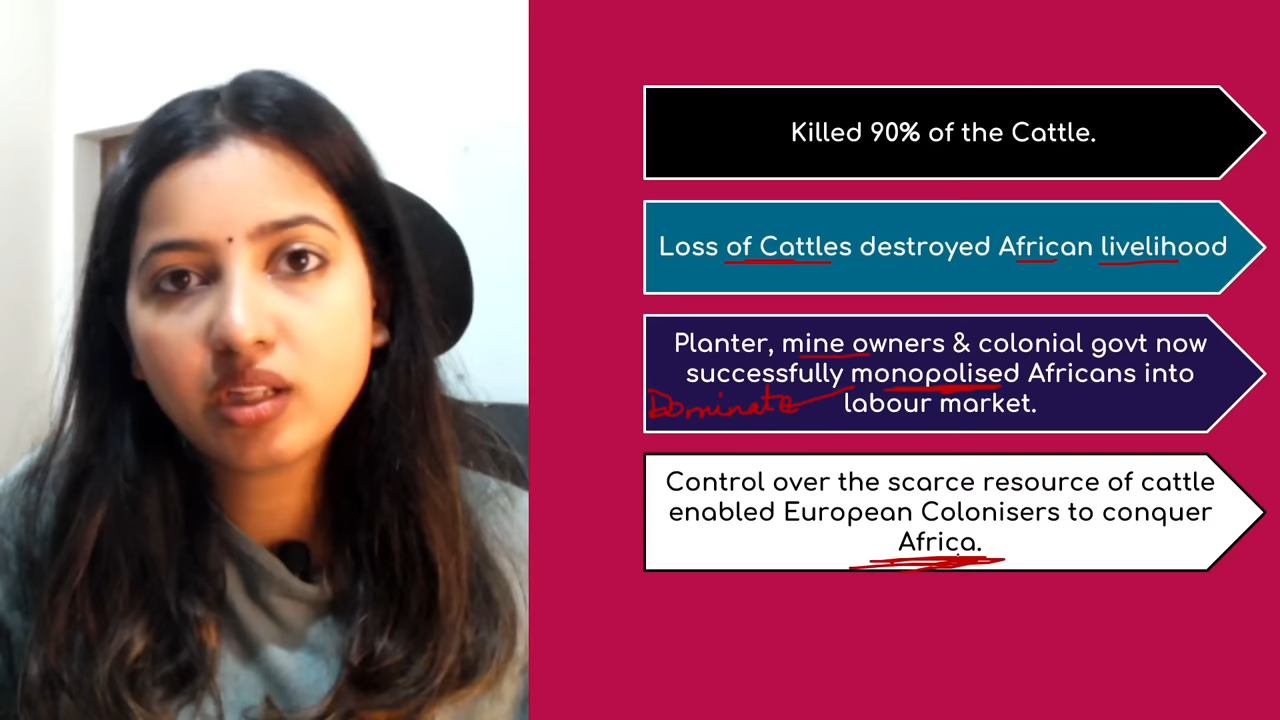 Killed 90% of the Cattle.
Loss of Cattles destroyed African livelihood
Planter, mine owners & colonial govt now
successfully monopolised Africans into
Dominate
labour market.
Control over the scarce resource of cattle
enabled European Colonisers to conquer
Africa.